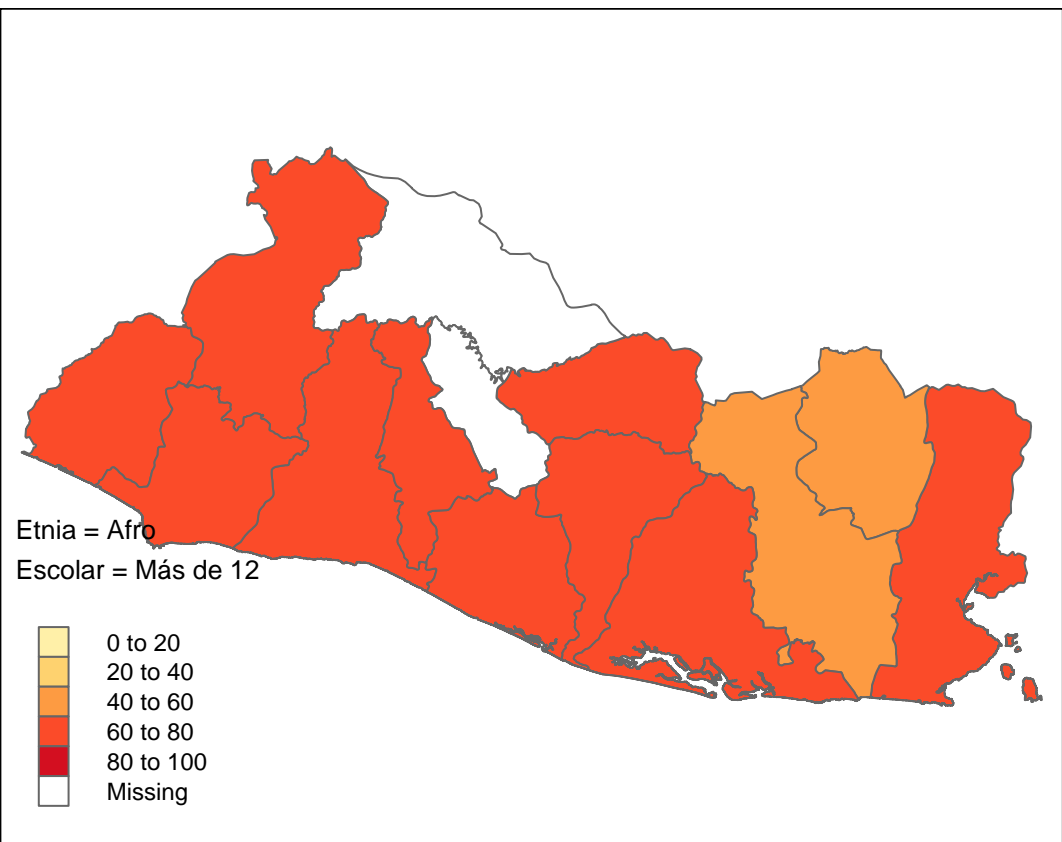 Etnia = Afro
Escolar = Más de 12
0 to 20
20 to 40
40 to 60
60 to 80
80 to 100
Missing